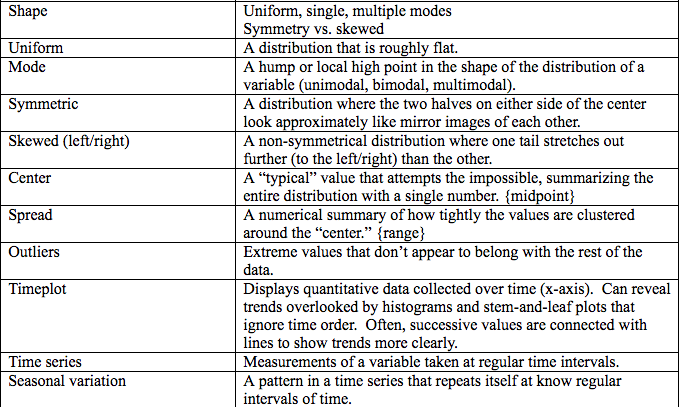 Shape Uniform, single, multiple modes
Symmetry vs. skewed
Uniform A distribution that is roughly flat.
Mode A hump or local high point in the shape of the distribution of a
variable (unimodal, bimodal, multimodal).
Symmetric A distribution where the two halves on either side of the center
look approximately like mirror images of each other.
Skewed (left/right) A non-symmetrical distribution where one tail stretches out
further (to the left/right) than the other.
Center A “typical” value that attempts the impossible, summarizing the
entire distribution with a single number. {midpoint}
Spread A numerical summary of how tightly the values are clustered
around the “center.” {range}
Outliers Extreme values that don’t appear to belong with the rest of the
data.
Timeplot Displays quantitative data collected over time (x-axis). Can reveal
trends overlooked by histograms and stem-and-leaf plots that
ignore time order. Often, successive values are connected with
lines to show trends more clearly.
Time series Measurements of a variable taken at regular time intervals.
Seasonal variation A pattern in a time series that repeats itself at know regular
intervals of time.